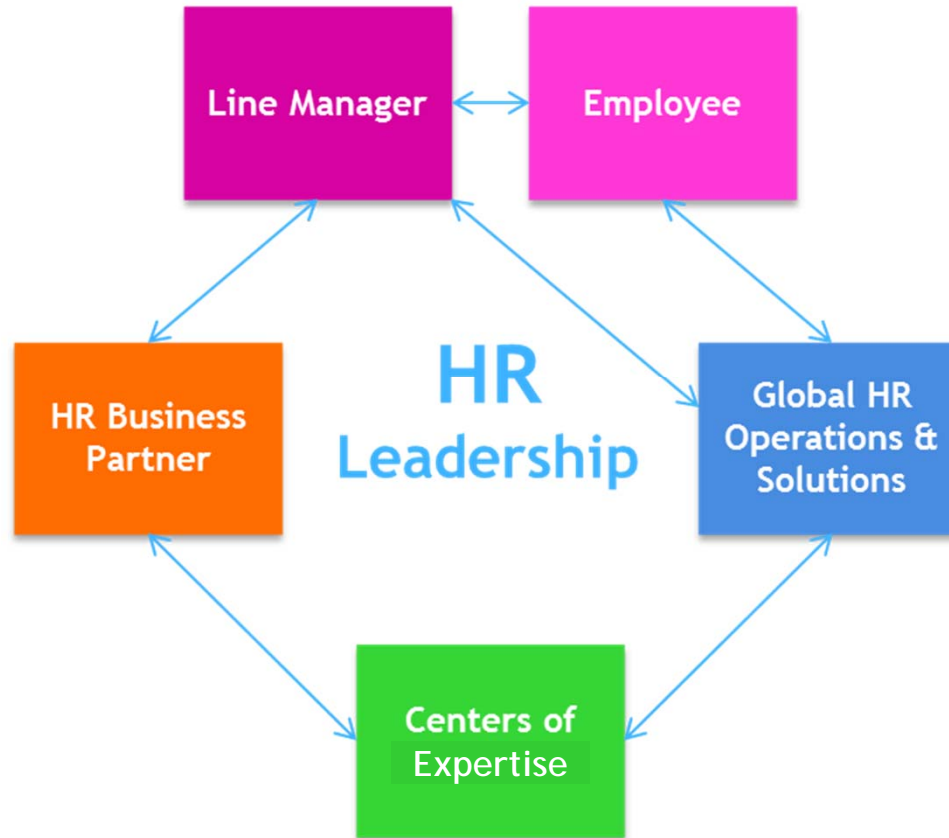 Line Manager
Employee
HR
Leadership
HR Business
Partner
Global HR
Operations &
Solutions
Centers of
Expertise